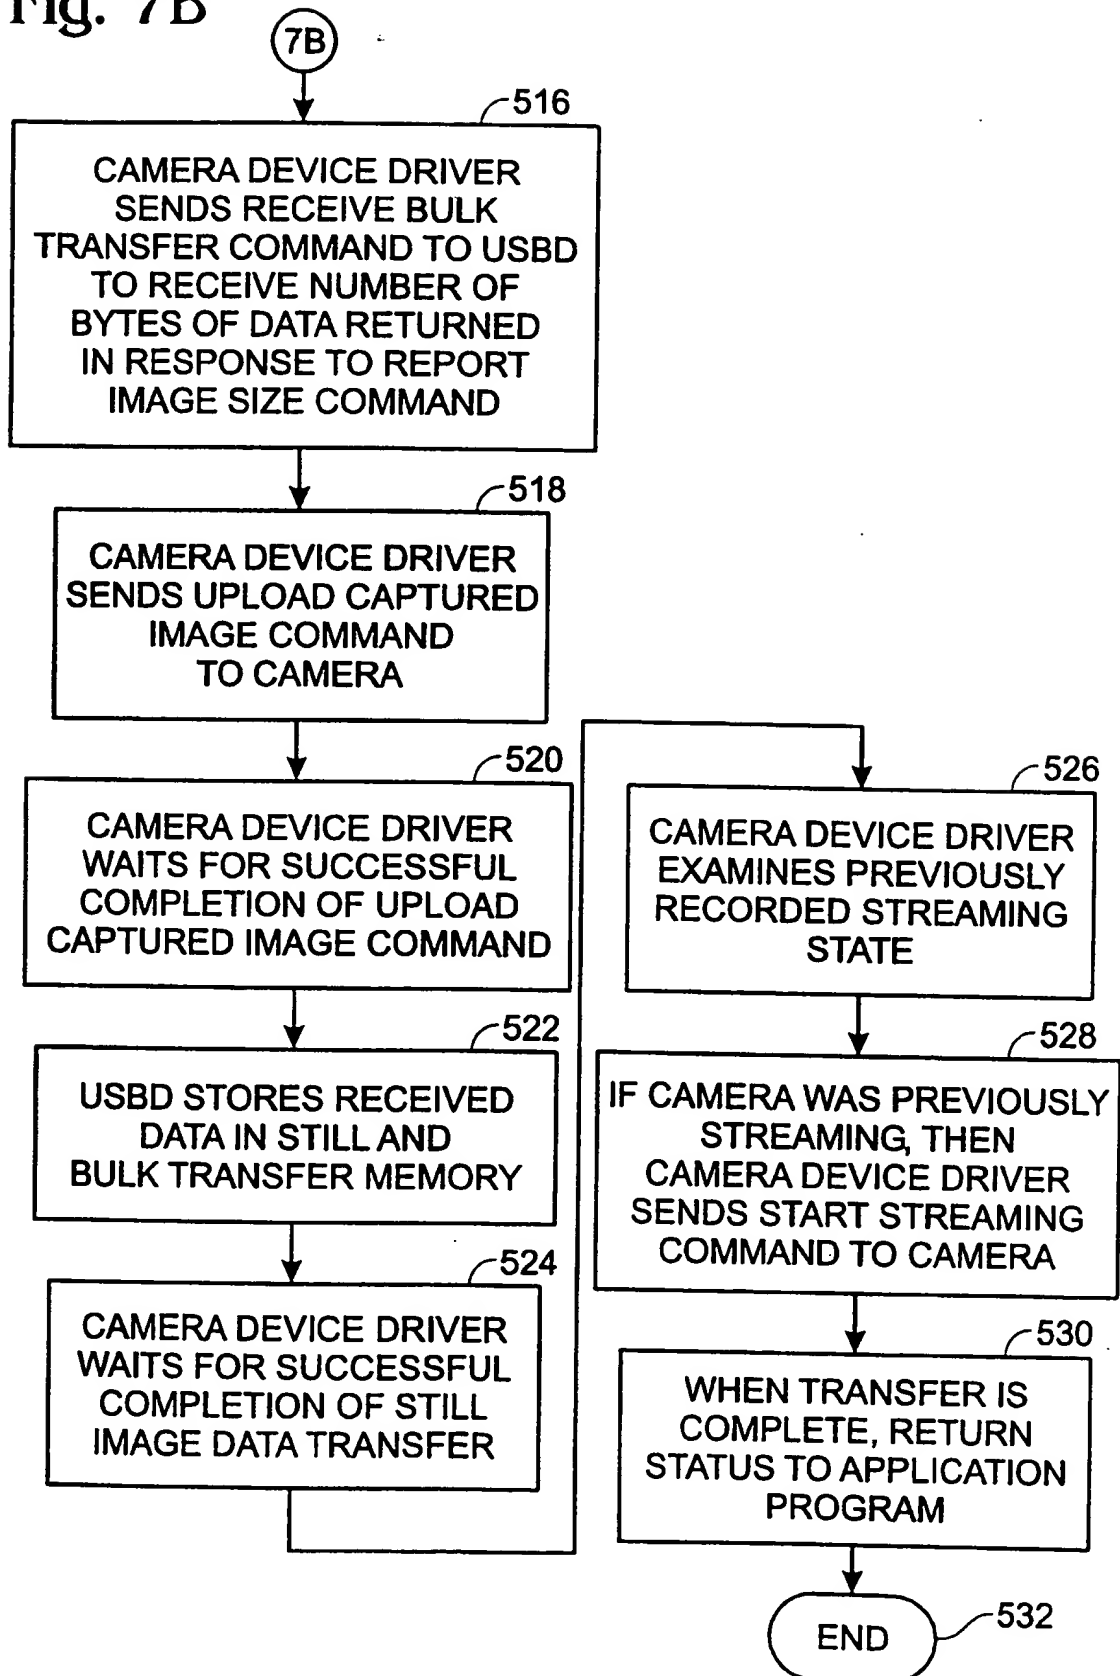 Fig. 7B
7B
516
CAMERA DEVICE DRIVER
SENDS RECEIVE BULK
TRANSFER COMMAND TO USBD
TO RECEIVE NUMBER OF
BYTES OF DATA RETURNED
IN RESPONSE TO REPORT
IMAGE SIZE COMMAND
518
CAMERA DEVICE DRIVER
SENDS UPLOAD CAPTURED
IMAGE COMMAND
TO CAMERA
520
CAMERA DEVICE DRIVER
WAITS FOR SUCCESSFUL
COMPLETION OF UPLOAD
CAPTURED IMAGE COMMAND
522
USBD STORES RECEIVED
DATA IN STILL AND
BULK TRANSFER MEMORY
524
CAMERA DEVICE DRIVER
WAITS FOR SUCCESSFUL
COMPLETION OF STILL
IMAGE DATA TRANSFER
526
CAMERA DEVICE DRIVER
EXAMINES PREVIOUSLY
RECORDED STREAMING
STATE
528
IF CAMERA WAS PREVIOUSLY
STREAMING, THEN
CAMERA DEVICE DRIVER
SENDS START STREAMING
COMMAND TO CAMERA
530
WHEN TRANSFER IS
COMPLETE, RETURN
STATUS TO APPLICATION
PROGRAM
END
532